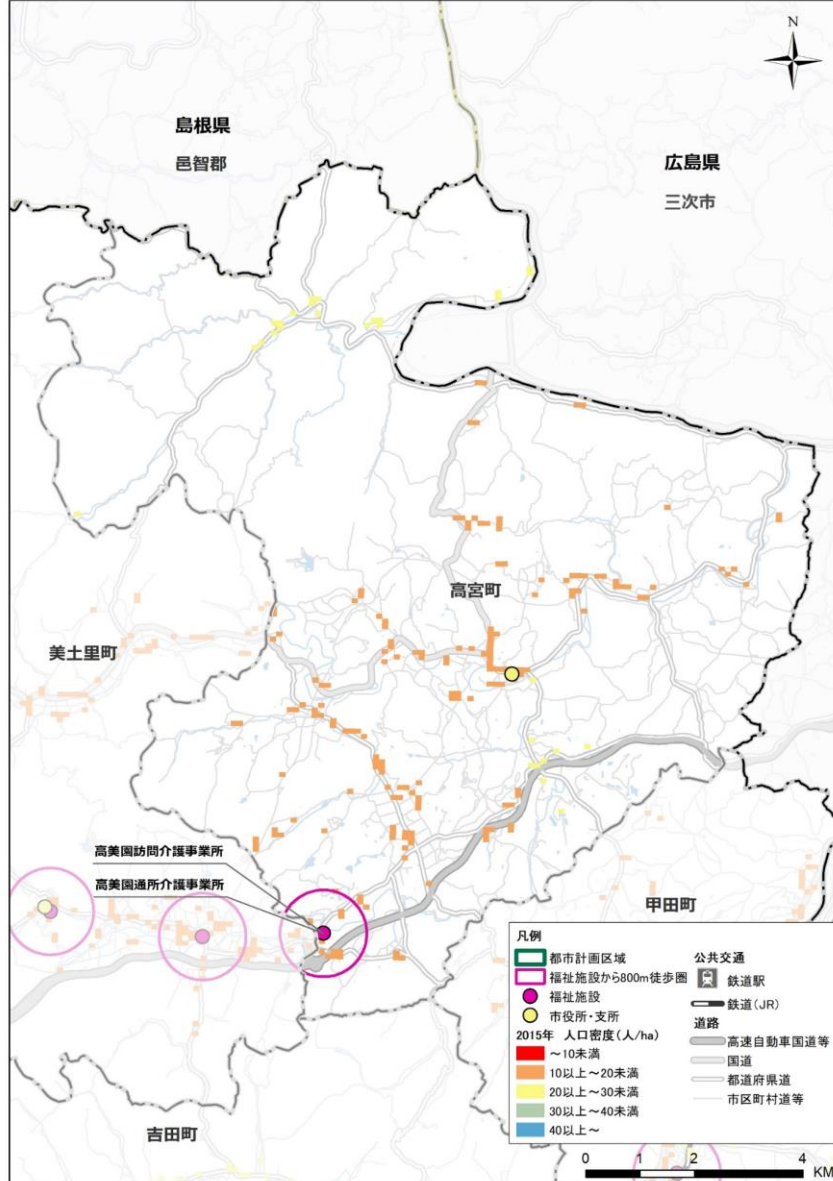 N
島根県
邑智郡
広島県
三次市
高宮町
美土里町
高美園訪問介護事業所
高美園通所介護事業所
甲田町
吉田町
凡例
都市計画区域
福祉施設から800m徒歩圏
福祉施設
市役所・支所
2015年 人口密度(人/ha)
～10未満
10以上～20未満
20以上～30未満
30以上～40未満
40以上～
公共交通
鉄道駅
鉄道(JR)
道路
高速自動車国道等
国道
都道府県道
市区町村道等
0 1 2 4
KM